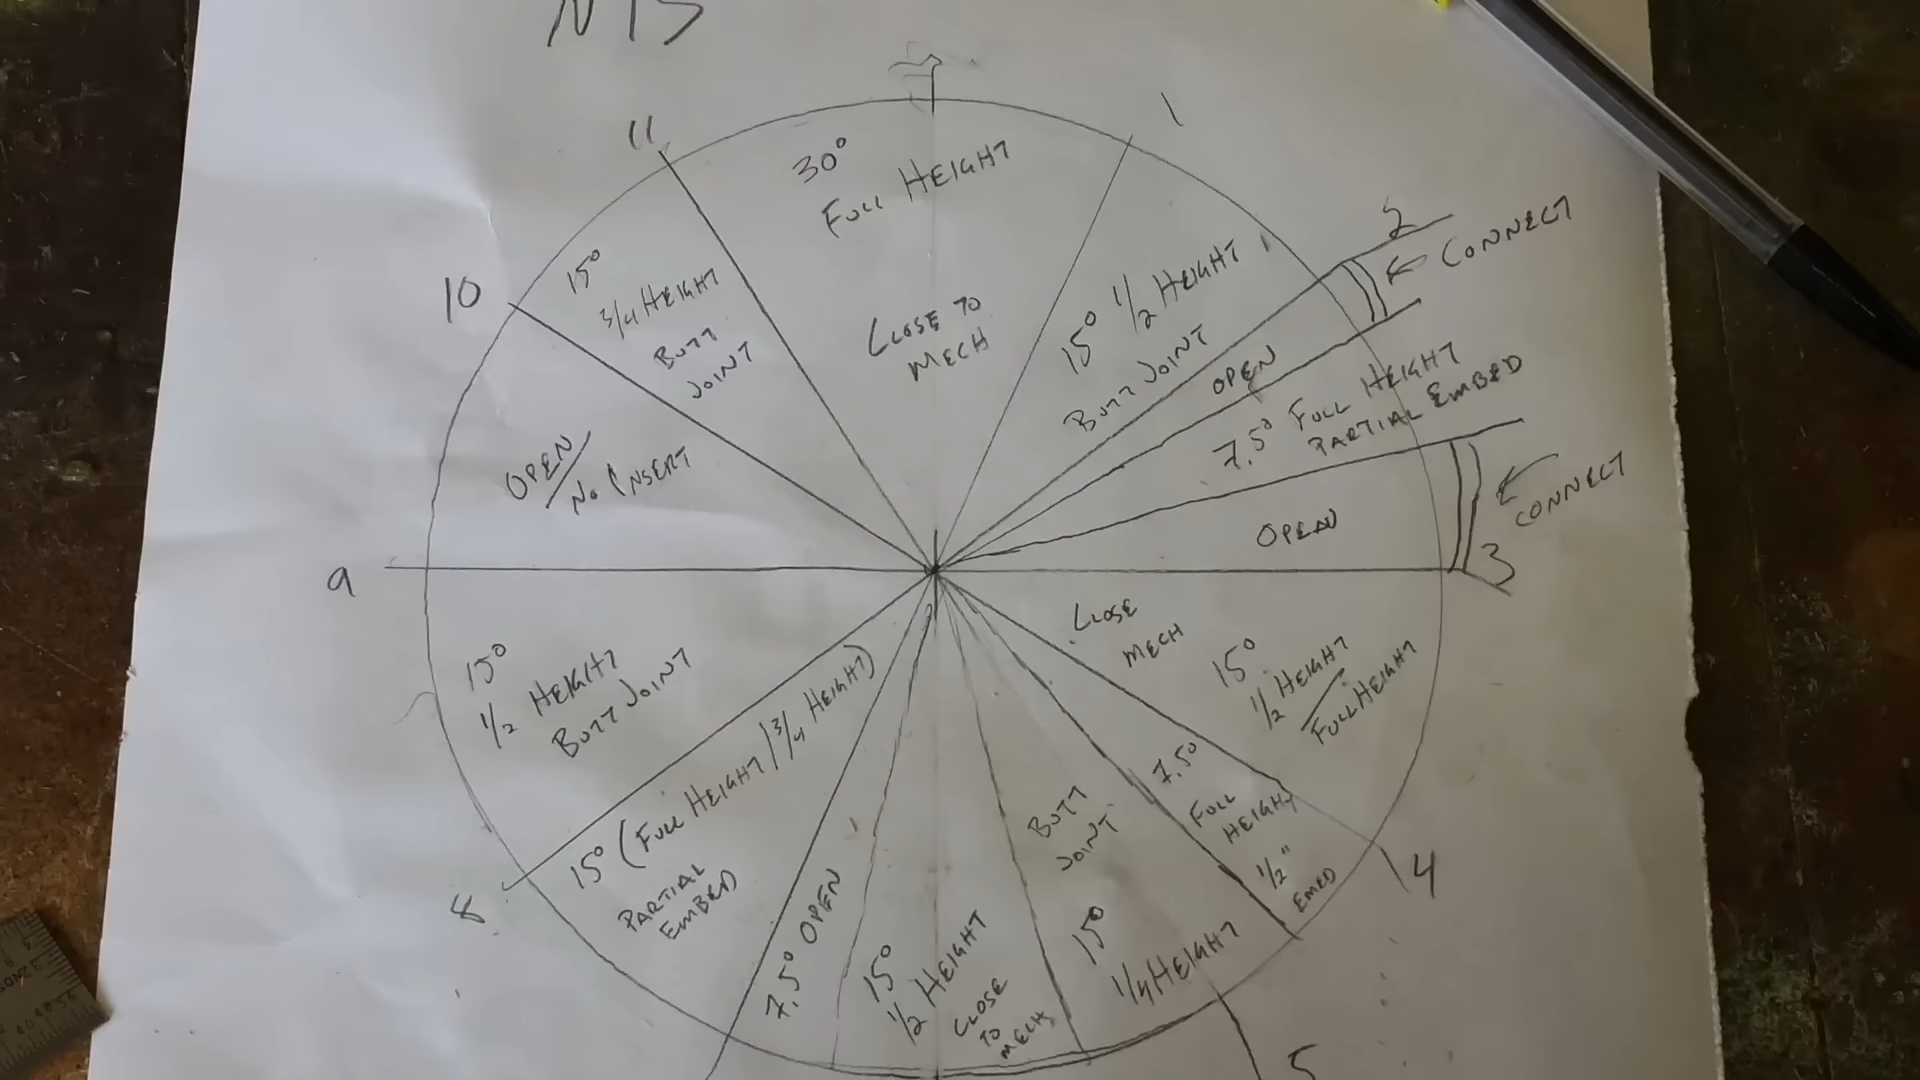 NTS
11
1
30°
FULL HEIGHT
CLOSE TO
MECH
15° 1/2 HEIGHT
BUTT JOINT
2
← CONNECT
OPEN
7.5° FULL HEIGHT
PARTIAL EMBED
← CONNECT
OPEN
3
CLOSE
MECH
15°
1/2 HEIGHT
FULL HEIGHT
4
7.5°
FULL
HEIGHT
1/2"
EMED
BUTT
JOINT
15°
1/4 HEIGHT
5
15°
1/2 HEIGHT
CLOSE
TO
MECH
7.5° OPEN
15° (FULL HEIGHT / 3/4 HEIGHT)
PARTIAL
EMBED
8
15°
1/2 HEIGHT
BUTT JOINT
9
OPEN/
NO INSERT
10
15°
3/4 HEIGHT
BUTT
JOINT